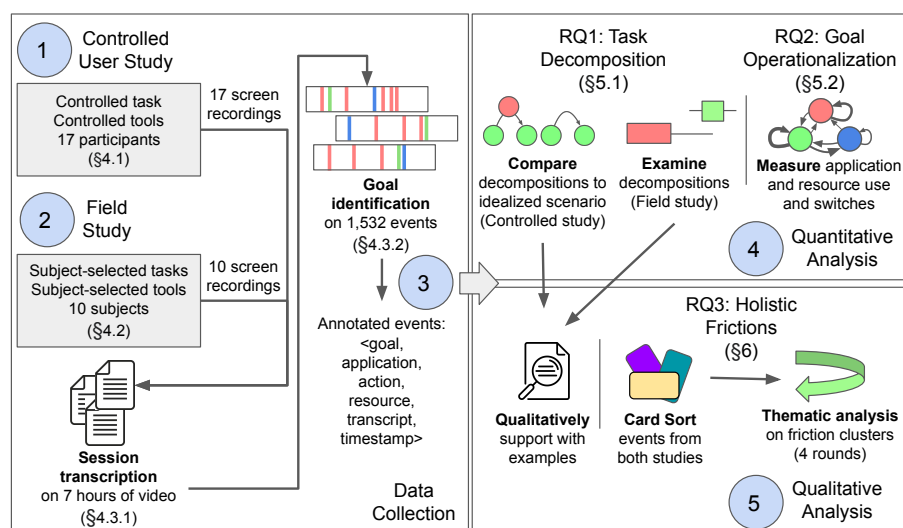 1
Controlled
User Study
Controlled task
Controlled tools
17 participants
(§4.1)
17 screen
recordings
2
Field
Study
Subject-selected tasks
Subject-selected tools
10 subjects
(§4.2)
10 screen
recordings
Session
transcription
on 7 hours of video
(§4.3.1)
Goal
identification
on 1,532 events
(§4.3.2)
3
Annotated events:
<goal,
application,
action,
resource,
transcript,
timestamp>
Data
Collection
RQ1: Task
Decomposition
(§5.1)
Compare
decompositions to
idealized scenario
(Controlled study)
Examine
decompositions
(Field study)
RQ2: Goal
Operationalization
(§5.2)
Measure application
and resource use
and switches
4
Quantitative
Analysis
RQ3: Holistic
Frictions
(§6)
Qualitatively
support with
examples
Card Sort
events from
both studies
Thematic analysis
on friction clusters
(4 rounds)
5
Qualitative
Analysis